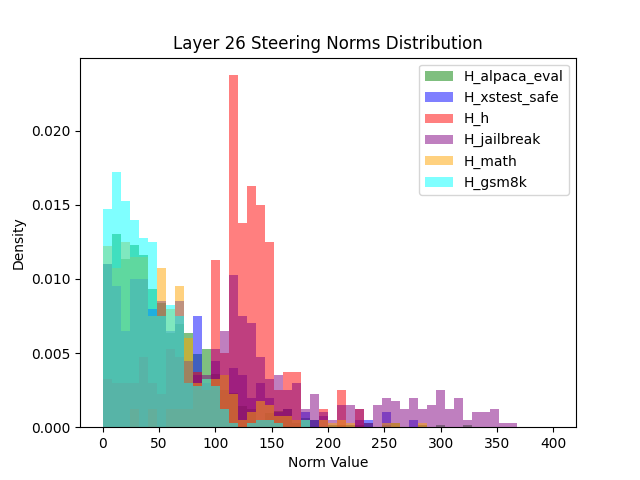 Layer 26 Steering Norms Distribution
H_alpaca_eval
H_xstest_safe
H_h
H_jailbreak
H_math
H_gsm8k
Density
0.020
0.015
0.010
0.005
0.000
0
50
100
150
200
250
300
350
400
Norm Value